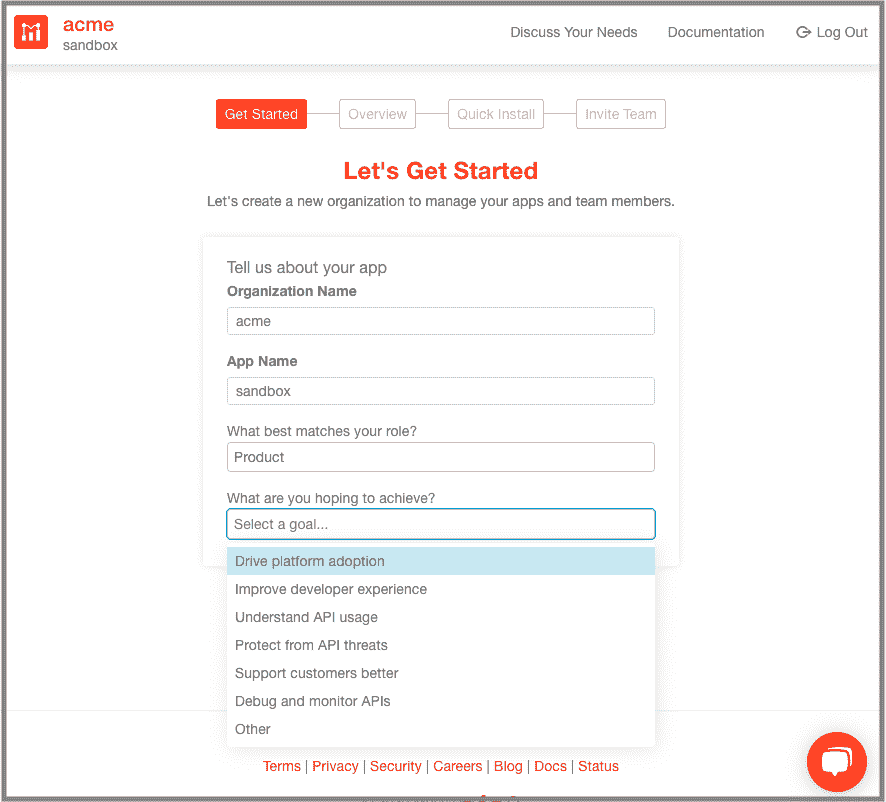 acme
sandbox
Discuss Your Needs
Documentation
Log Out
Get Started
Overview
Quick Install
Invite Team
Let's Get Started
Let's create a new organization to manage your apps and team members.
Tell us about your app
Organization Name
acme
App Name
sandbox
What best matches your role?
Product
What are you hoping to achieve?
Select a goal...
Drive platform adoption
Improve developer experience
Understand API usage
Protect from API threats
Support customers better
Debug and monitor APIs
Other
Terms | Privacy | Security | Careers | Blog | Docs | Status